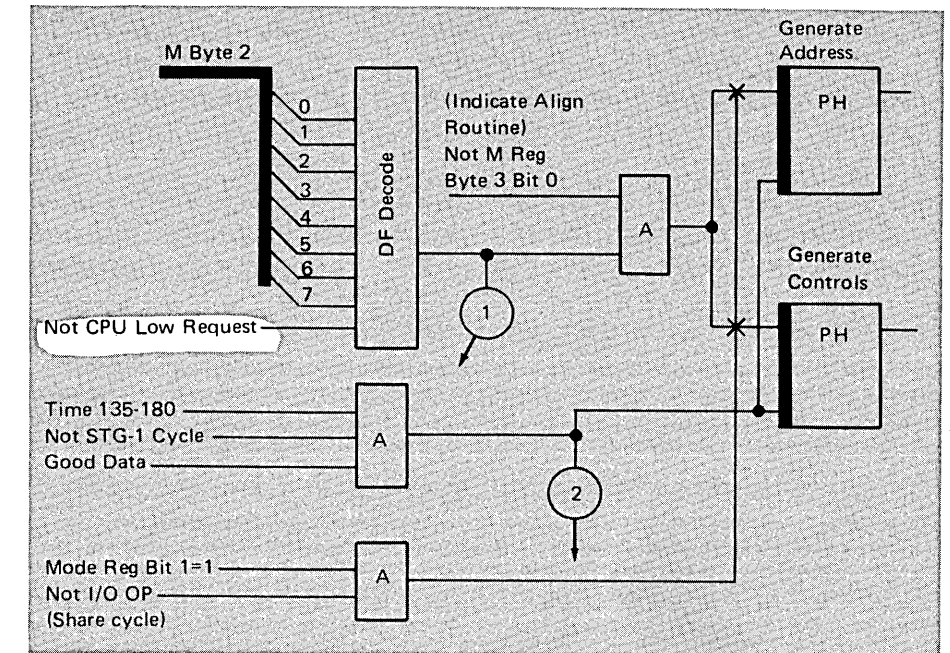 M Byte 2
0
1
2
3
4
5
6
7
DF Decode
Not CPU Low Request
(Indicate Align
Routine)
Not M Reg
Byte 3 Bit 0
A
1
Generate
Address
PH
Generate
Controls
PH
Time 135-180
Not STG-1 Cycle
Good Data
A
2
Mode Reg Bit 1=1
Not I/O OP
(Share cycle)
A